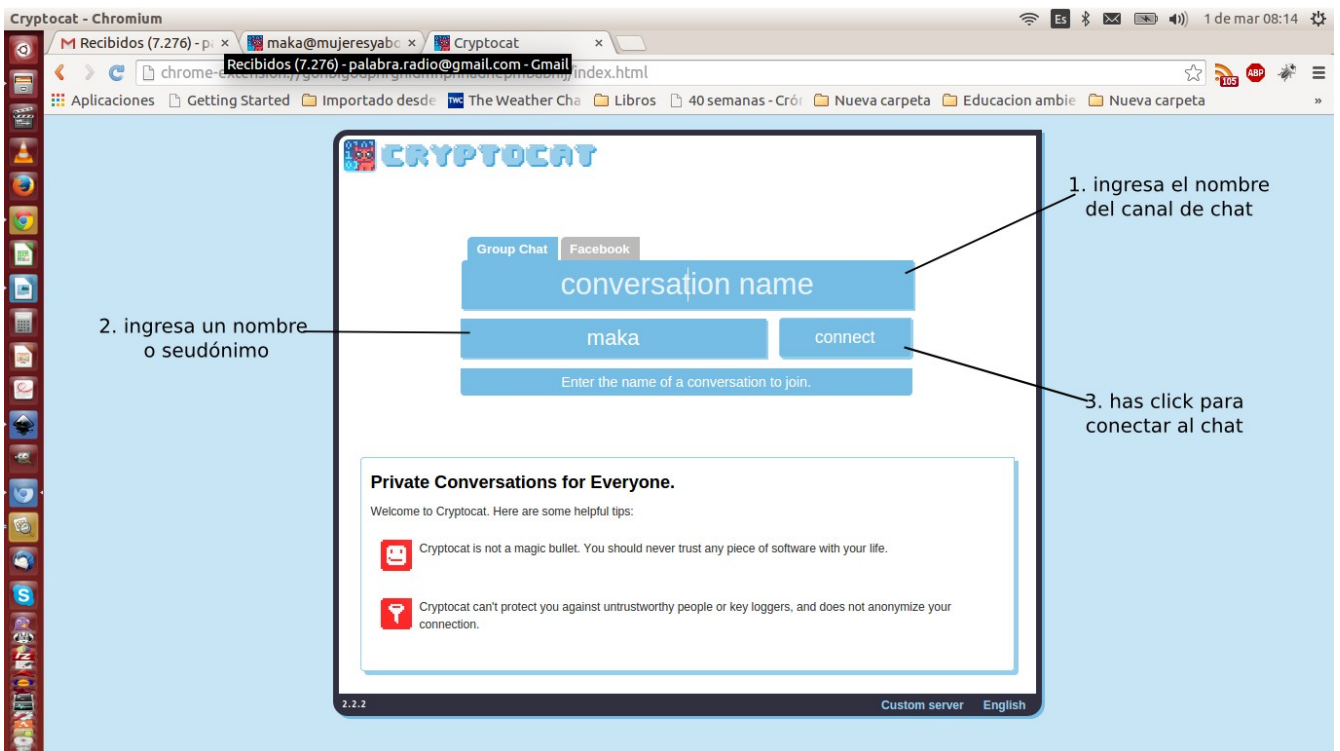 Cryptocat - Chromium
Es
1 de mar 08:14
Recibidos (7.276) - pa
maka@mujeresyabo
Cryptocat
Recibidos (7.276) - palabra.radio@gmail.com - Gmail
index.html
105
ABP
Aplicaciones
Getting Started
Importado desde
The Weather Cha
Libros
40 semanas - Crór
Nueva carpeta
Educacion ambie
Nueva carpeta
»
CRYPTOCAT
1. ingresa el nombre
del canal de chat
Group Chat
Facebook
conversation name
2. ingresa un nombre
o seudónimo
maka
connect
Enter the name of a conversation to join.
3. has click para
conectar al chat
Private Conversations for Everyone.
Welcome to Cryptocat. Here are some helpful tips:
Cryptocat is not a magic bullet. You should never trust any piece of software with your life.
Cryptocat can't protect you against untrustworthy people or key loggers, and does not anonymize your
connection.
2.2.2
Custom server
English